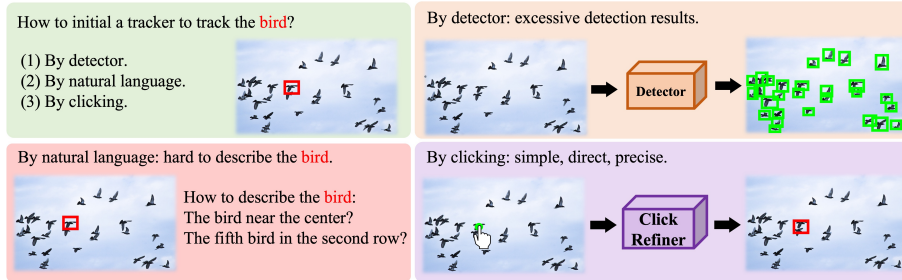 How to initial a tracker to track the bird?
(1) By detector.
(2) By natural language.
(3) By clicking.
By detector: excessive detection results.
Detector
By natural language: hard to describe the bird.
How to describe the bird:
The bird near the center?
The fifth bird in the second row?
By clicking: simple, direct, precise.
Click
Refiner